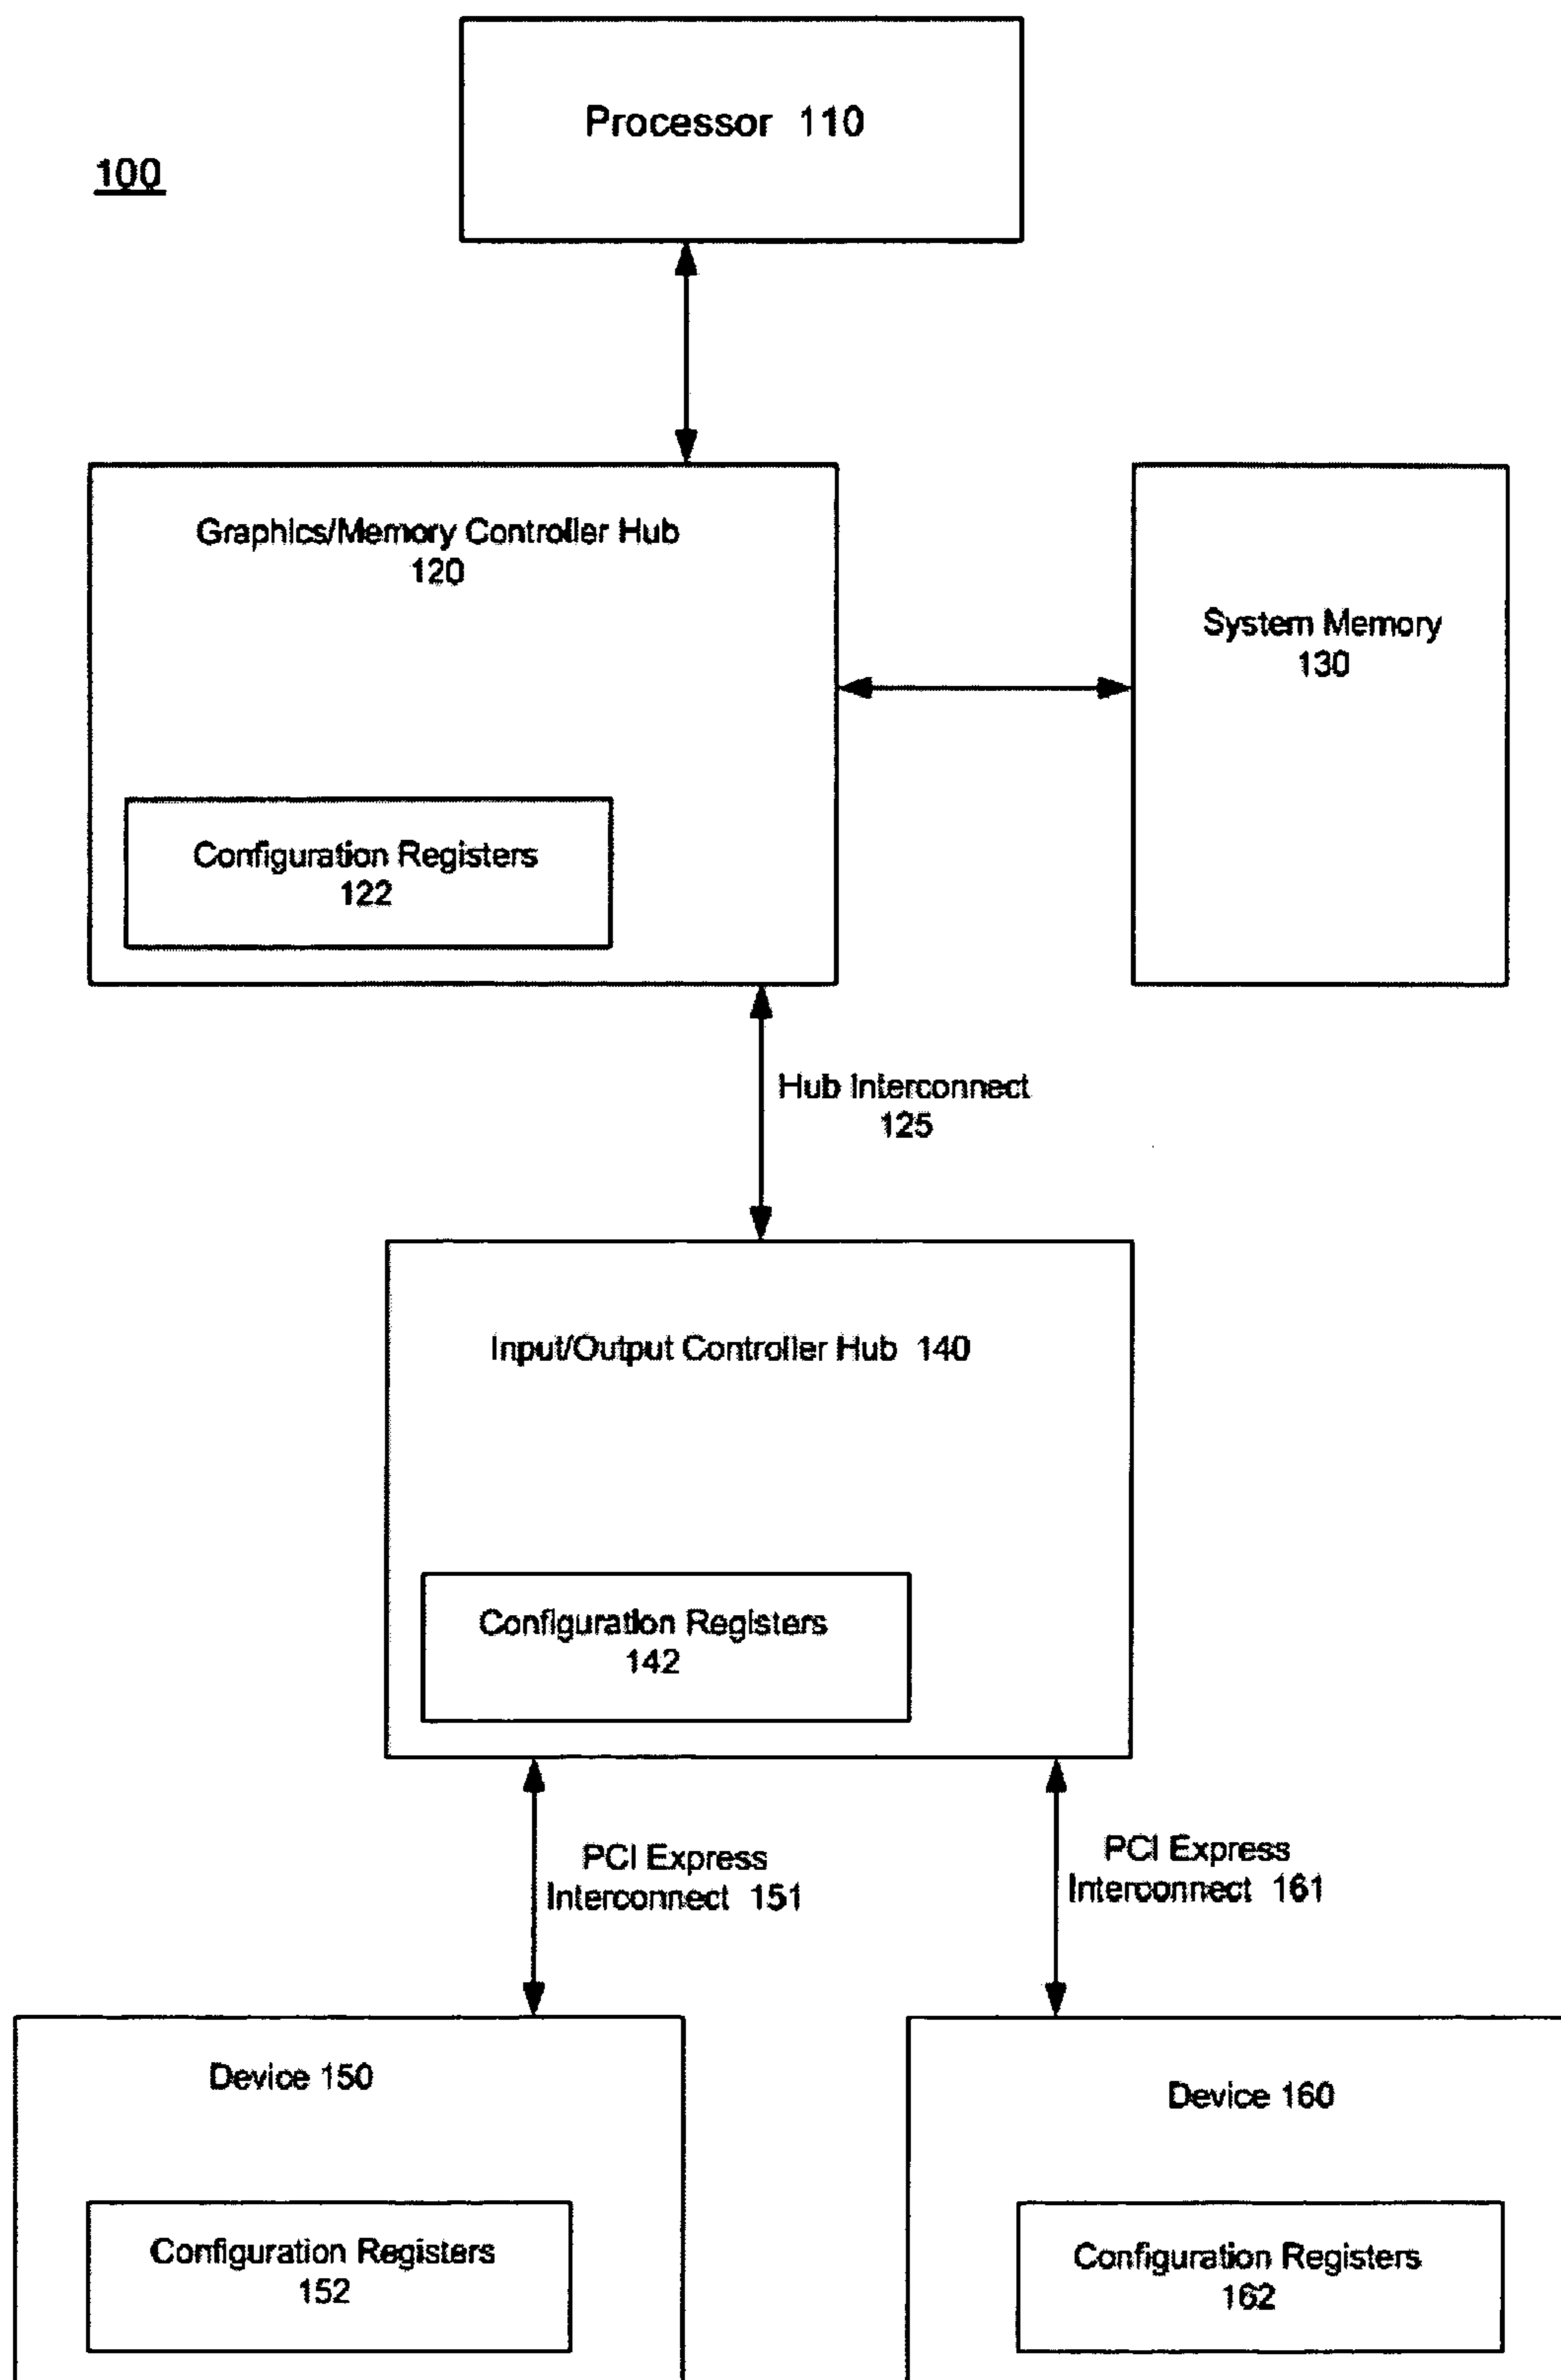 Processor 110
100
Graphics/Memory Controller Hub
120
System Memory
130
Configuration Registers
122
Hub Interconnect
125
Input/Output Controller Hub 140
Configuration Registers
142
PCI Express
Interconnect 151
PCI Express
Interconnect 161
Device 150
Device 160
Configuration Registers
152
Configuration Registers
162